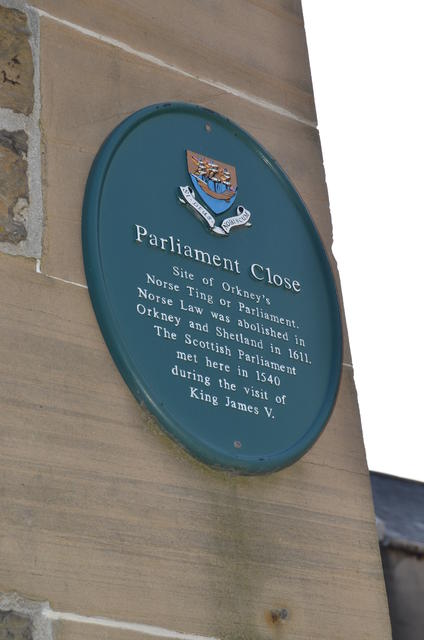 Parliament Close
Site of Orkney's
Norse Ting or Parliament.
Norse Law was abolished in
Orkney and Shetland in 1611.
The Scottish Parliament
met here in 1540
during the visit of
King James V.